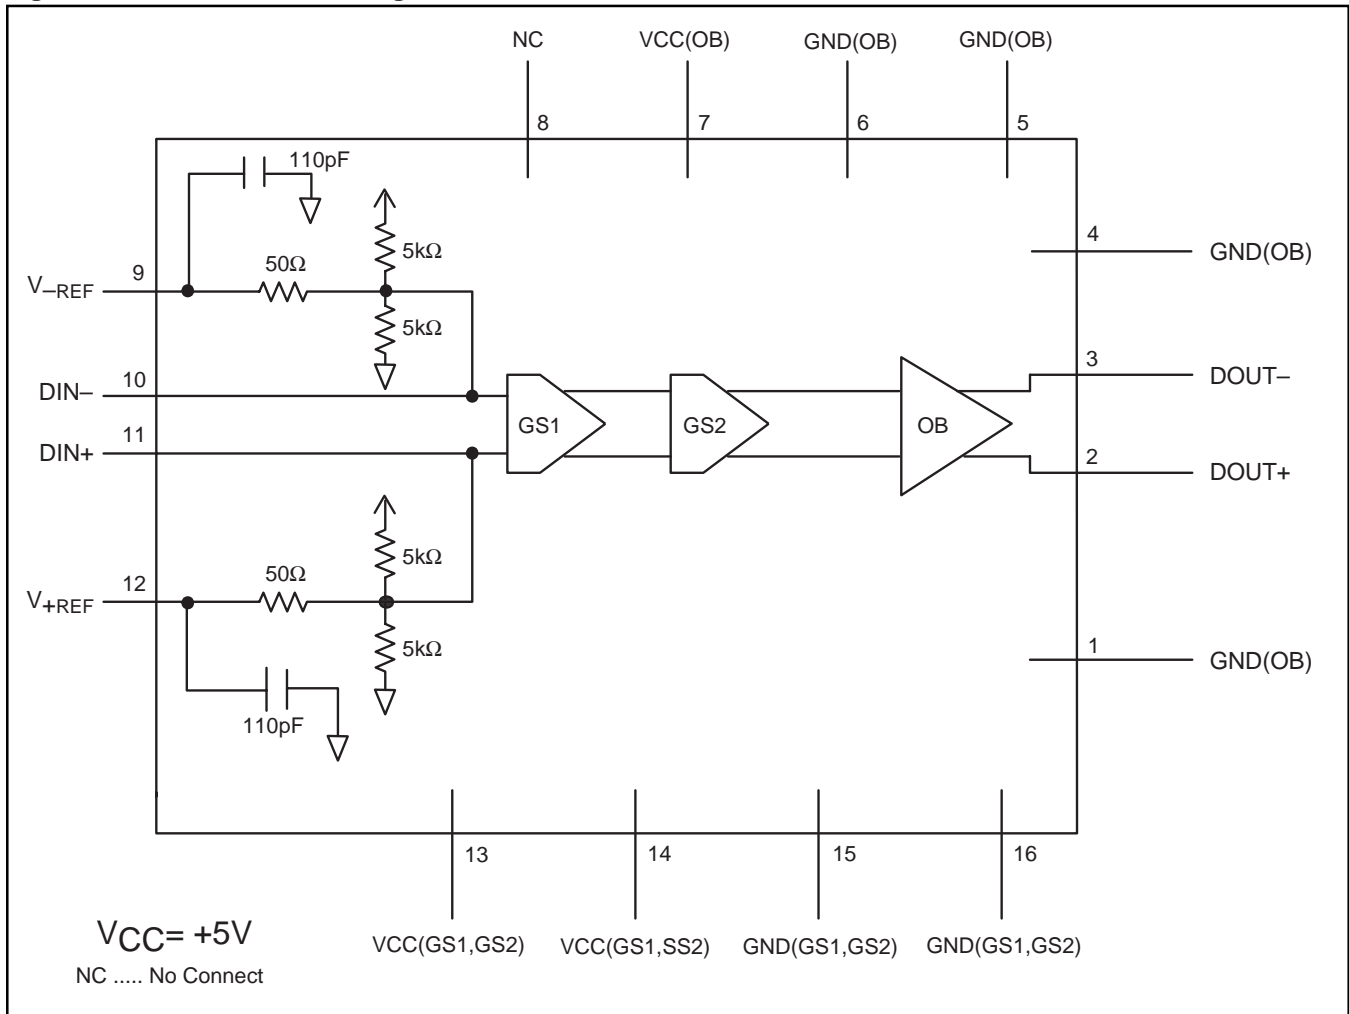 NC
VCC(OB)
GND(OB)
GND(OB)
8
7
6
5
110pF
5kΩ
4
GND(OB)
50Ω
9
V–REF
5kΩ
10
DIN–
3
DOUT–
11
DIN+
GS1
GS2
OB
2
DOUT+
5kΩ
50Ω
12
V+REF
5kΩ
1
GND(OB)
110pF
13
14
15
16
VCC= +5V
VCC(GS1,GS2)
VCC(GS1,SS2)
GND(GS1,GS2)
GND(GS1,GS2)
NC ..... No Connect